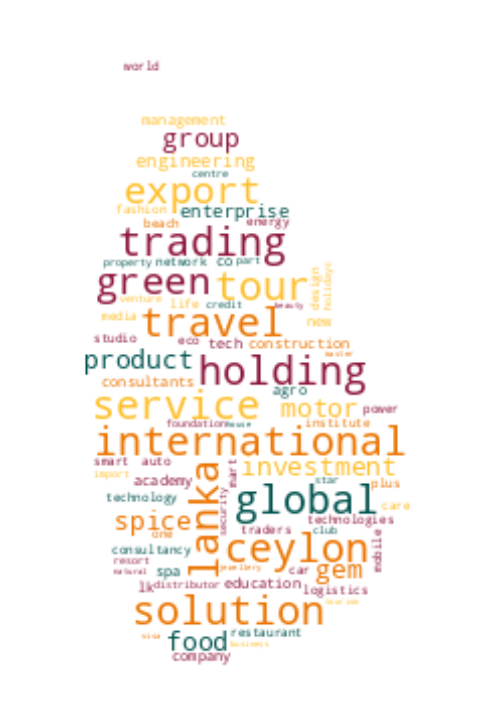 world
management
group
engineering
centre
export
fashion enterprise
beach energy
trading
property network co part
green tour design holidays
venture life credit beauty
media travel new
studio eco tech construction
product holding master
consultants agro
service motor power
foundation house institute
international
smart auto mart investment
import academy star plus
technology security global care
spice lanka technologies
one traders club
consultancy ceylon mobile
resort
natural spa jewellery car gem
lk distributor education logistics
solution tourism
visa food restaurant
business
company